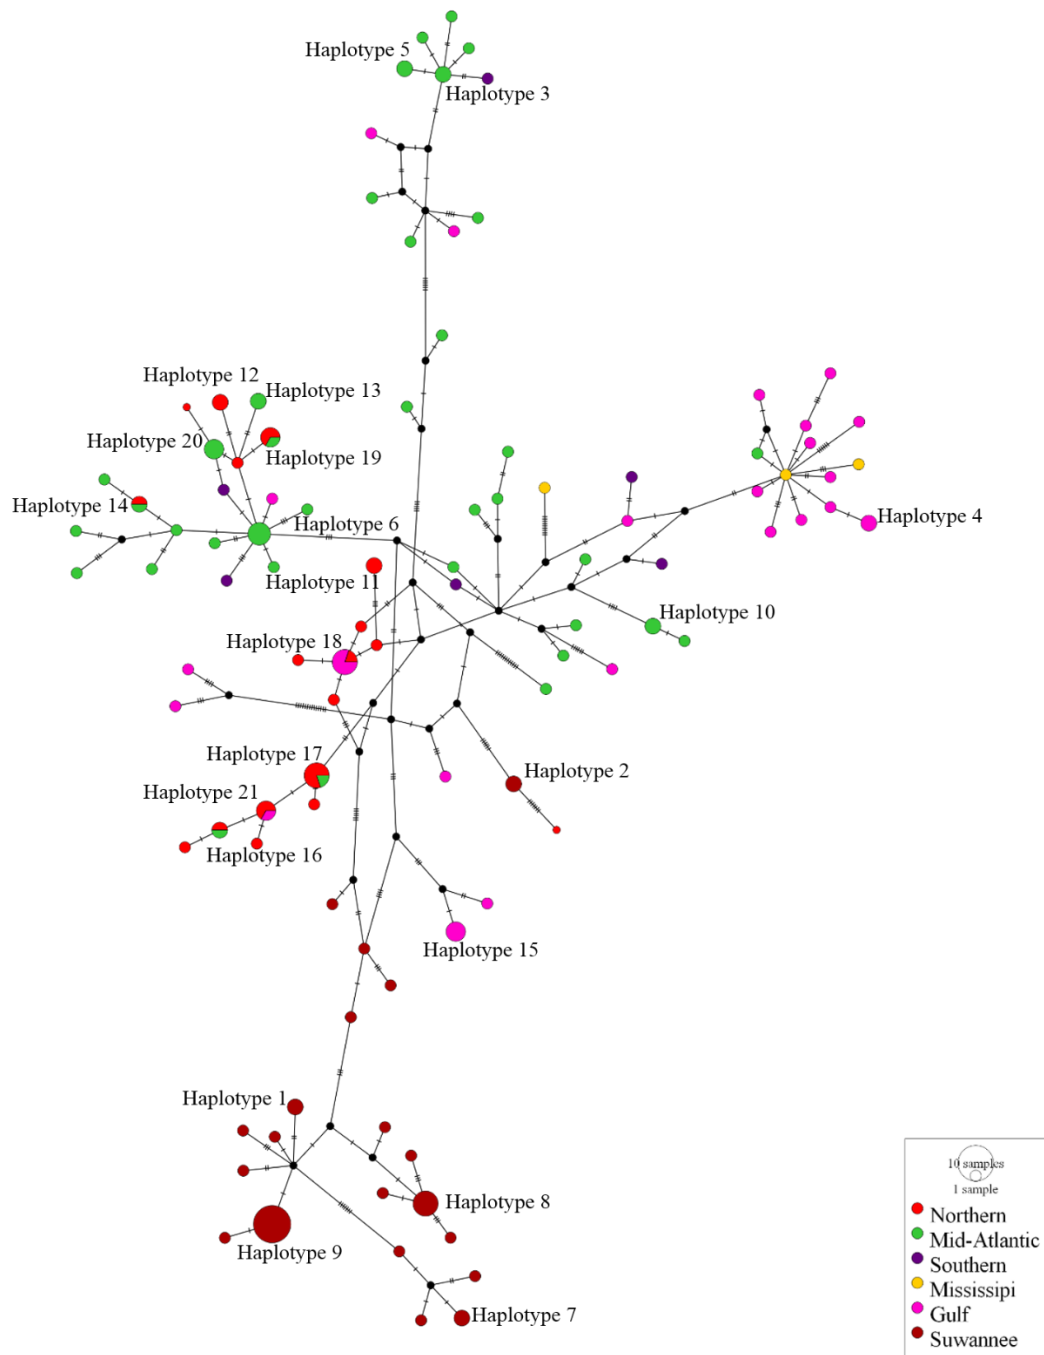 Haplotype 5
Haplotype 3
Haplotype 12
Haplotype 13
Haplotype 20
Haplotype 19
Haplotype 14
Haplotype 6
Haplotype 4
Haplotype 11
Haplotype 10
Haplotype 18
Haplotype 17
Haplotype 2
Haplotype 21
Haplotype 16
Haplotype 15
Haplotype 1
Haplotype 8
Haplotype 9
Haplotype 7
10 samples
1 sample
Northern
Mid-Atlantic
Southern
Mississipi
Gulf
Suwannee